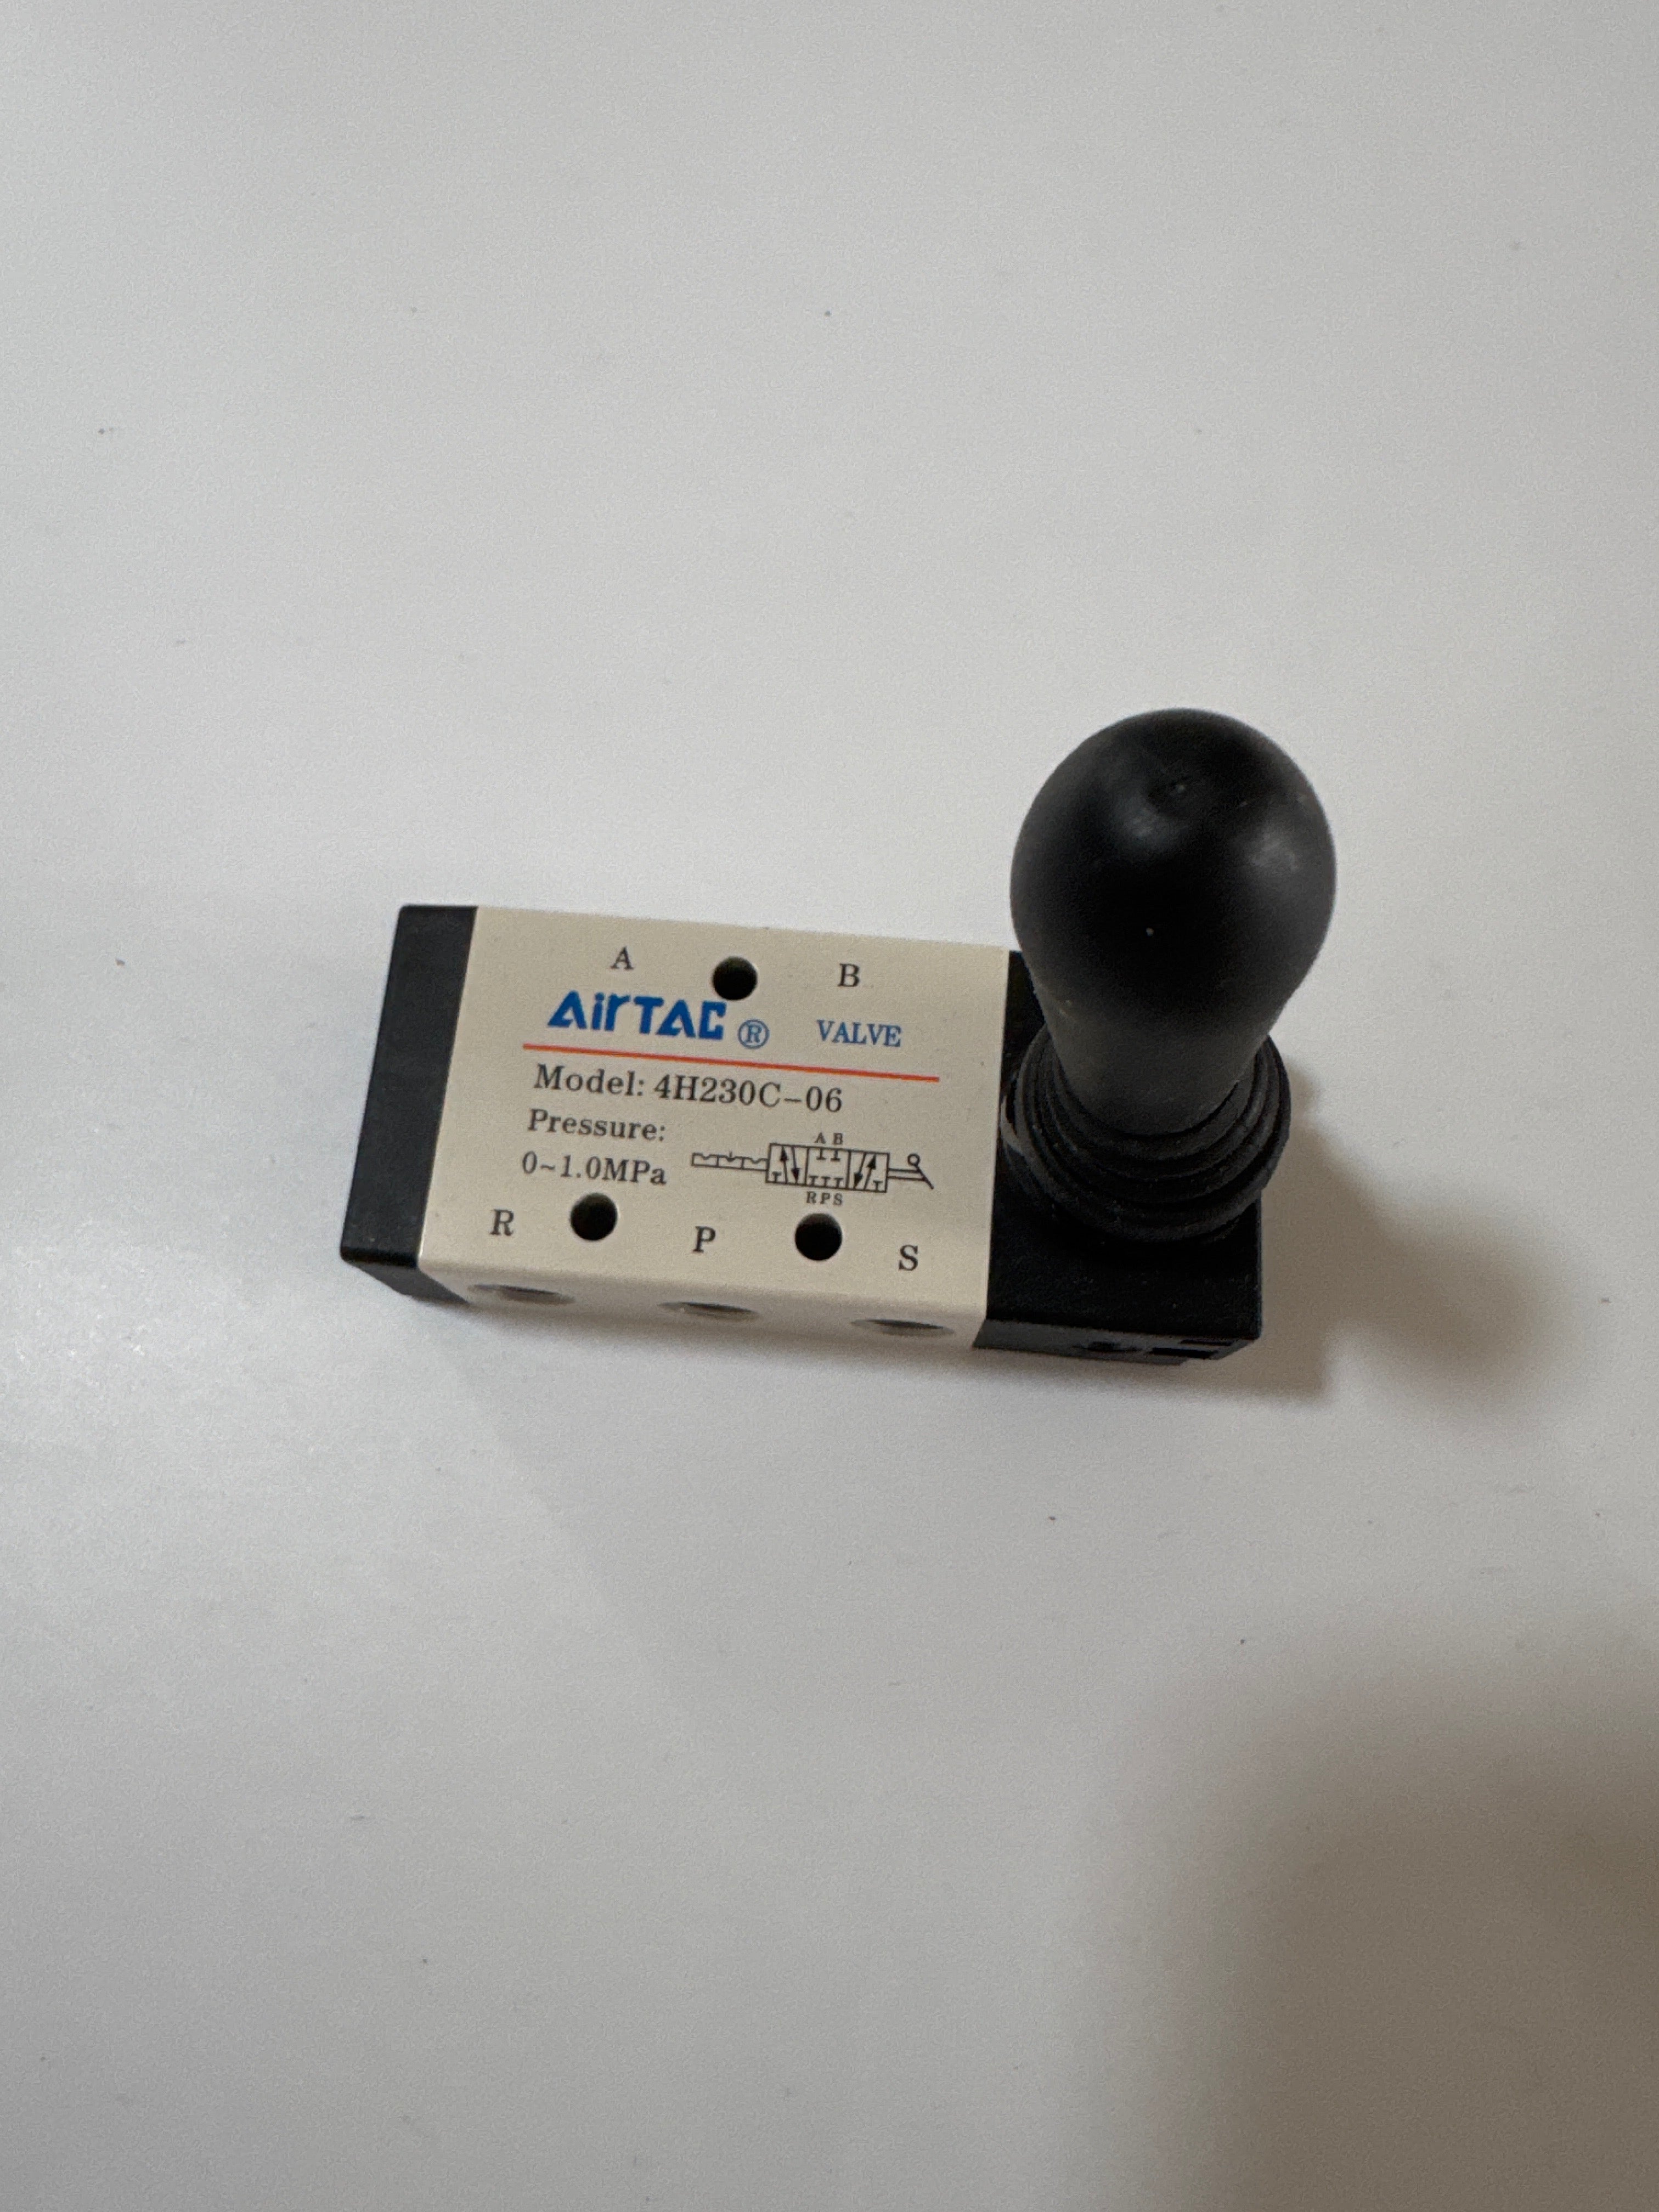 A B
AirTAC ® VALVE
Model: 4H230C-06
Pressure:
A B
0~1.0MPa
R P S
R P S